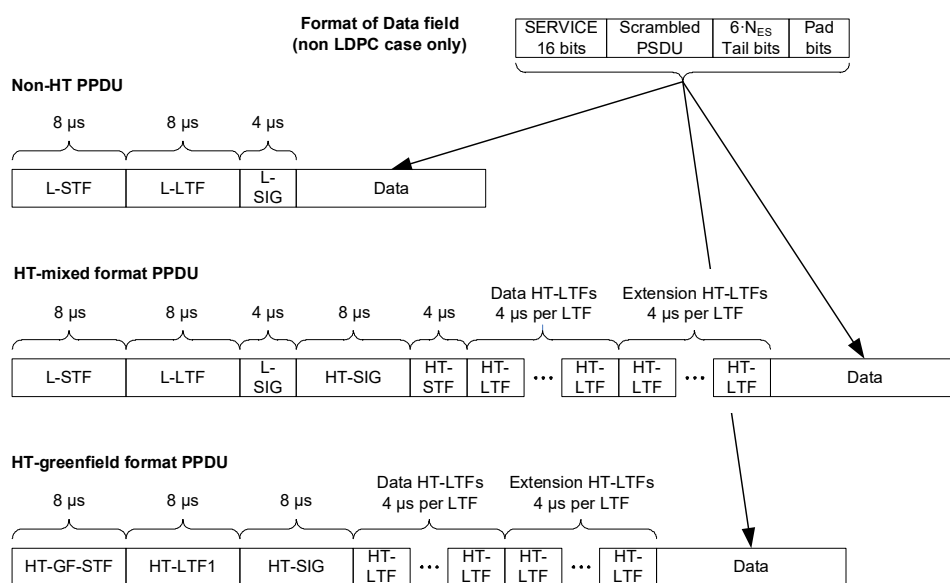 Format of Data field
(non LDPC case only)
SERVICE
16 bits
Scrambled
PSDU
6·NES
Tail bits
Pad
bits
Non-HT PPDU
8 µs 8 µs 4 µs
L-STF L-LTF L-
SIG Data
HT-mixed format PPDU
Data HT-LTFs
4 µs per LTF
Extension HT-LTFs
4 µs per LTF
8 µs 8 µs 4 µs 8 µs 4 µs
L-STF L-LTF L-
SIG HT-SIG HT-
STF HT-
LTF ... HT-
LTF HT-
LTF ... HT-
LTF Data
HT-greenfield format PPDU
Data HT-LTFs
4 µs per LTF
Extension HT-LTFs
4 µs per LTF
8 µs 8 µs 8 µs
HT-GF-STF HT-LTF1 HT-SIG HT-
LTF ... HT-
LTF HT-
LTF ... HT-
LTF Data